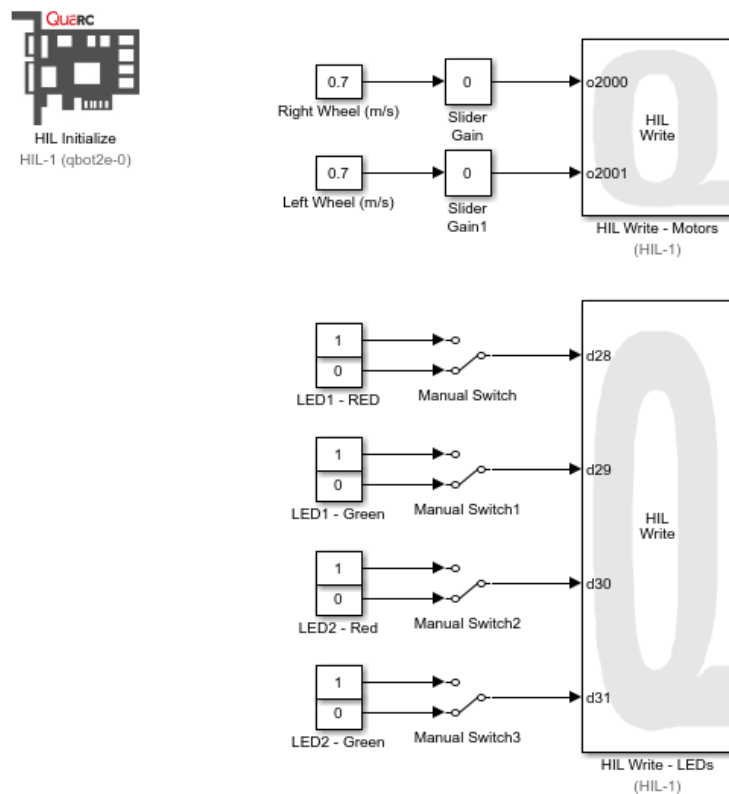 QUARC
HIL Initialize
HIL-1 (qbot2e-0)
0.7
Right Wheel (m/s)
0
Slider
Gain
o2000
HIL
Write
0.7
Left Wheel (m/s)
0
Slider
Gain1
o2001
HIL Write - Motors
(HIL-1)
1
0
LED1 - RED
Manual Switch
d28
1
0
LED1 - Green
Manual Switch1
d29
HIL
Write
1
0
LED2 - Red
Manual Switch2
d30
1
0
LED2 - Green
Manual Switch3
d31
HIL Write - LEDs
(HIL-1)